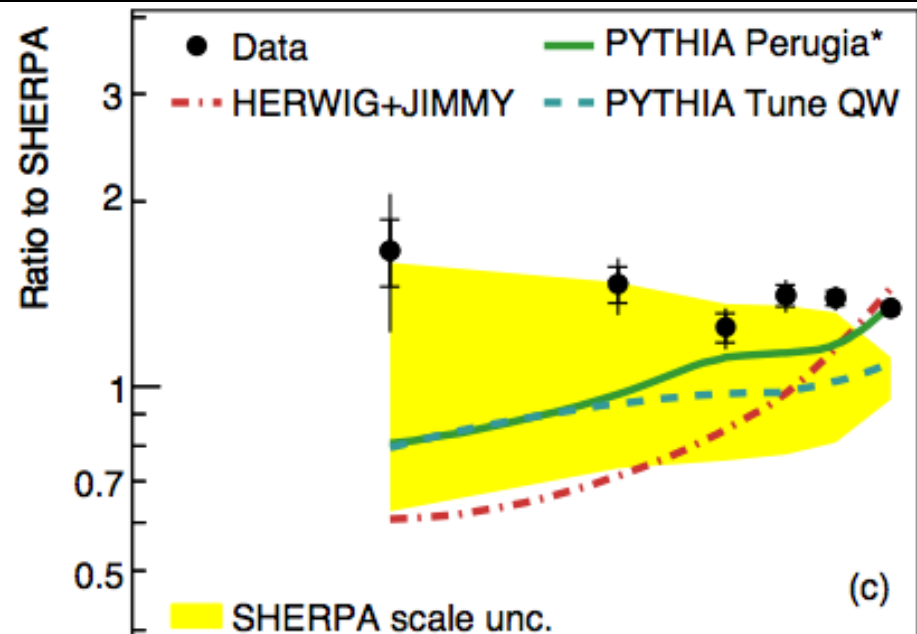 Ratio to SHERPA
Data
PYTHIA Perugia*
HERWIG+JIMMY
PYTHIA Tune QW
3
2
1
0.7
0.5
(c)
SHERPA scale unc.